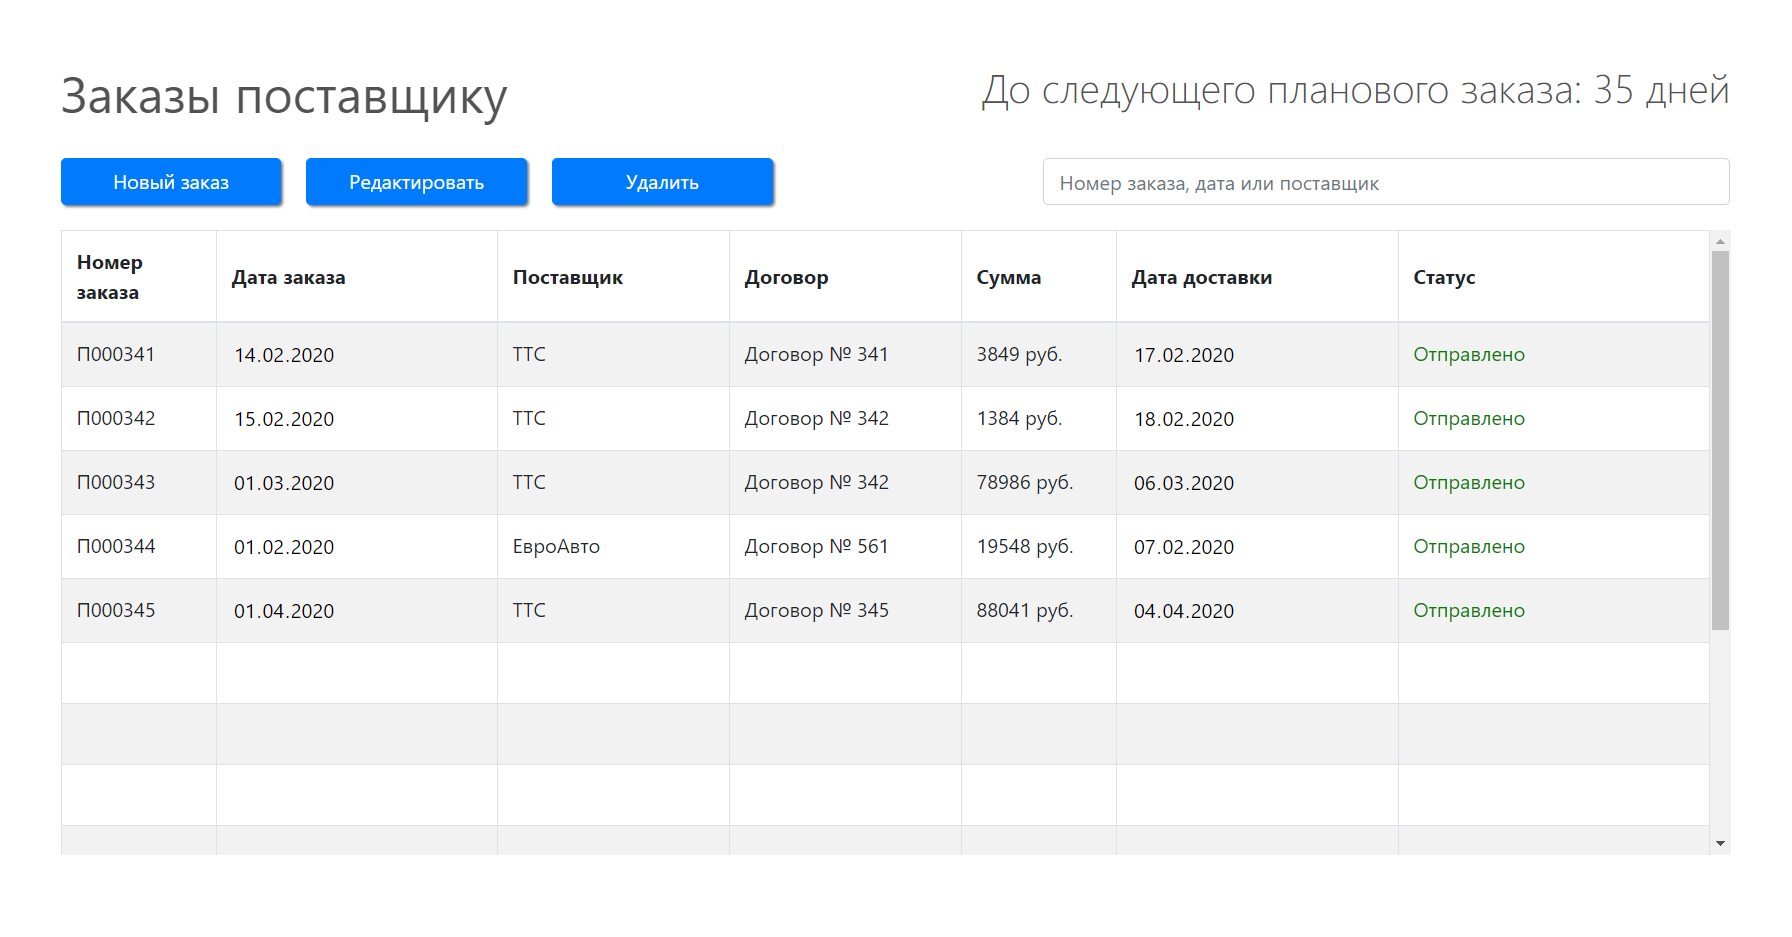 Заказы поставщику
До следующего планового заказа: 35 дней
Новый заказ Редактировать Удалить
Номер заказа, дата или поставщик
Номер заказа Дата заказа Поставщик Договор Сумма Дата доставки Статус
П000341 14.02.2020 ТТС Договор № 341 3849 руб. 17.02.2020 Отправлено
П000342 15.02.2020 ТТС Договор № 342 1384 руб. 18.02.2020 Отправлено
П000343 01.03.2020 ТТС Договор № 342 78986 руб. 06.03.2020 Отправлено
П000344 01.02.2020 ЕвроАвто Договор № 561 19548 руб. 07.02.2020 Отправлено
П000345 01.04.2020 ТТС Договор № 345 88041 руб. 04.04.2020 Отправлено